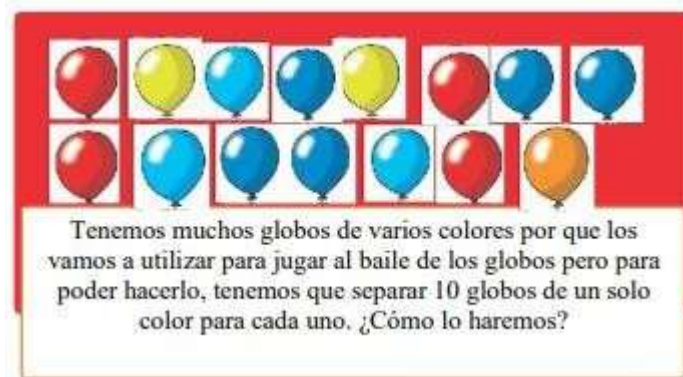 Tenemos muchos globos de varios colores por que los
vamos a utilizar para jugar al baile de los globos pero para
poder hacerlo, tenemos que separar 10 globos de un solo
color para cada uno. ¿Cómo lo haremos?